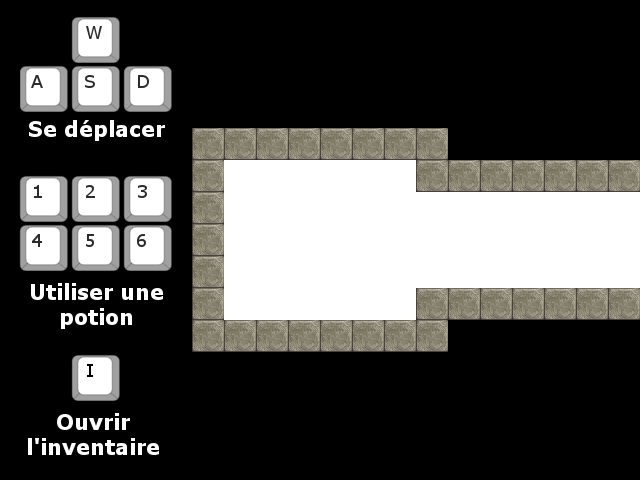 W
A S D
Se déplacer
1 2 3
4 5 6
Utiliser une
potion
I
Ouvrir
l'inventaire